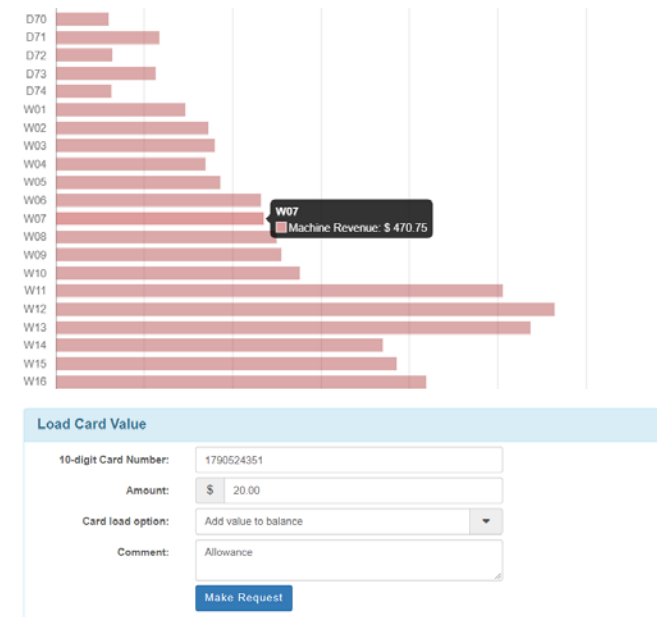 D70
D71
D72
D73
D74
W01
W02
W03
W04
W05
W06
W07
W07
Machine Revenue: $ 470.75
W08
W09
W10
W11
W12
W13
W14
W15
W16
Load Card Value
10-digit Card Number: 1790524351
Amount: $ 20.00
Card load option: Add value to balance
Comment: Allowance
Make Request